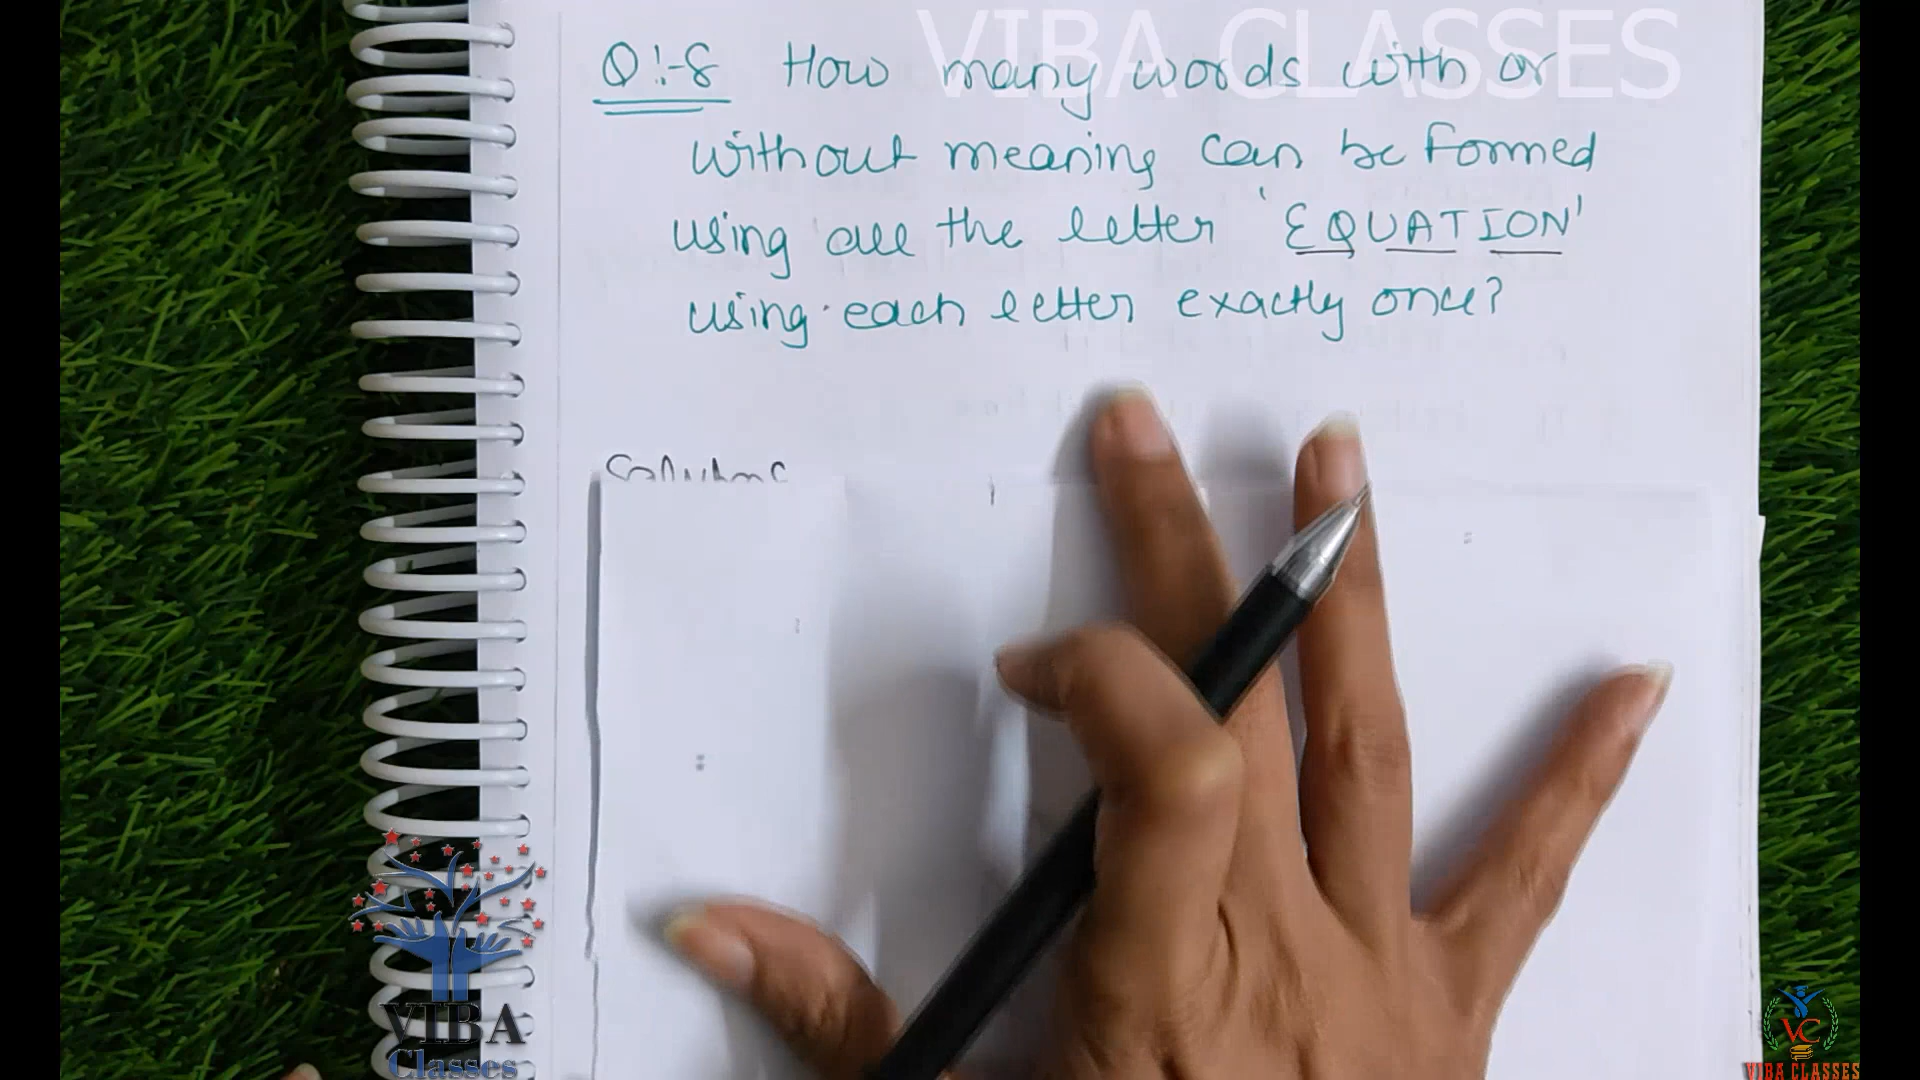 VIBA CLASSES
Q:-8 How many words with or
without meaning can be formed
using all the letter 'EQUATION'
using each letter exactly once?
VIBA
Classes
VC
VIBA CLASSES